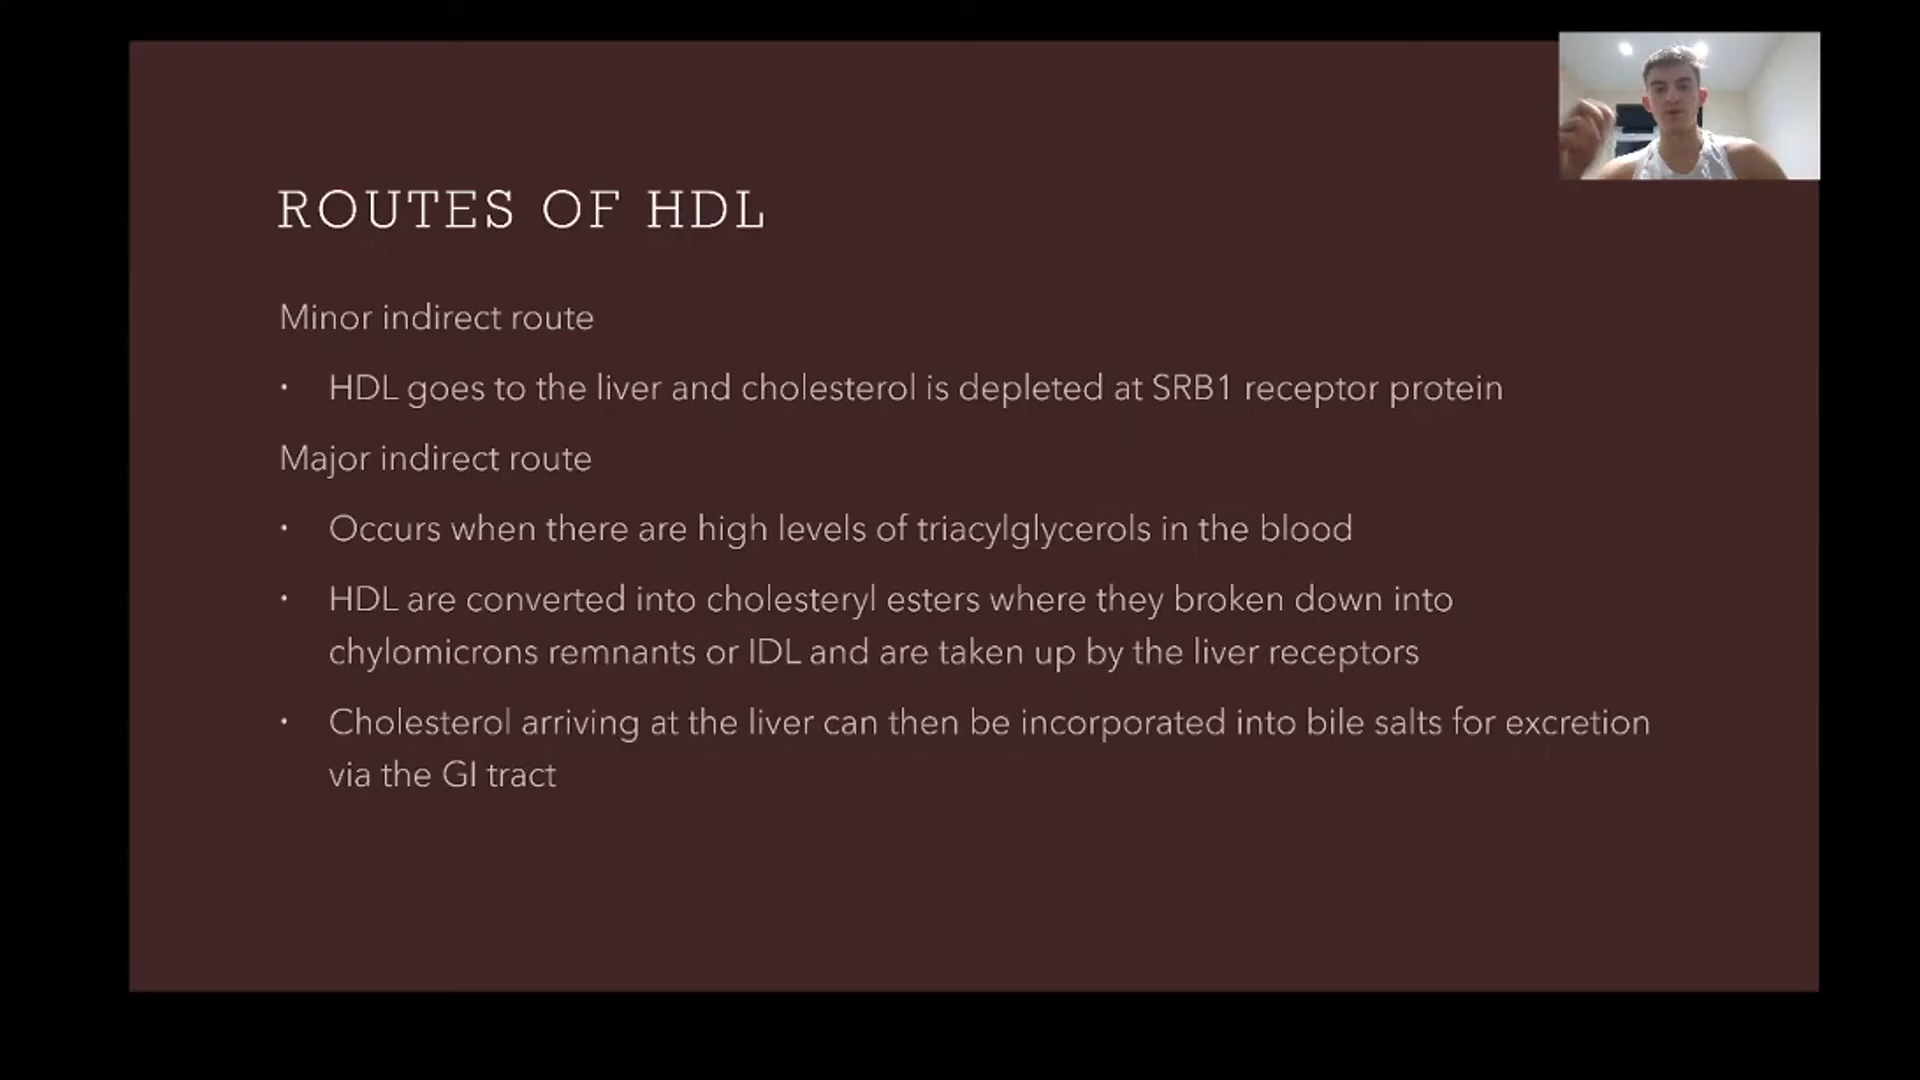 ROUTES OF HDL
Minor indirect route
• HDL goes to the liver and cholesterol is depleted at SRB1 receptor protein
Major indirect route
• Occurs when there are high levels of triacylglycerols in the blood
• HDL are converted into cholesteryl esters where they broken down into
chylomicrons remnants or IDL and are taken up by the liver receptors
• Cholesterol arriving at the liver can then be incorporated into bile salts for excretion
via the GI tract